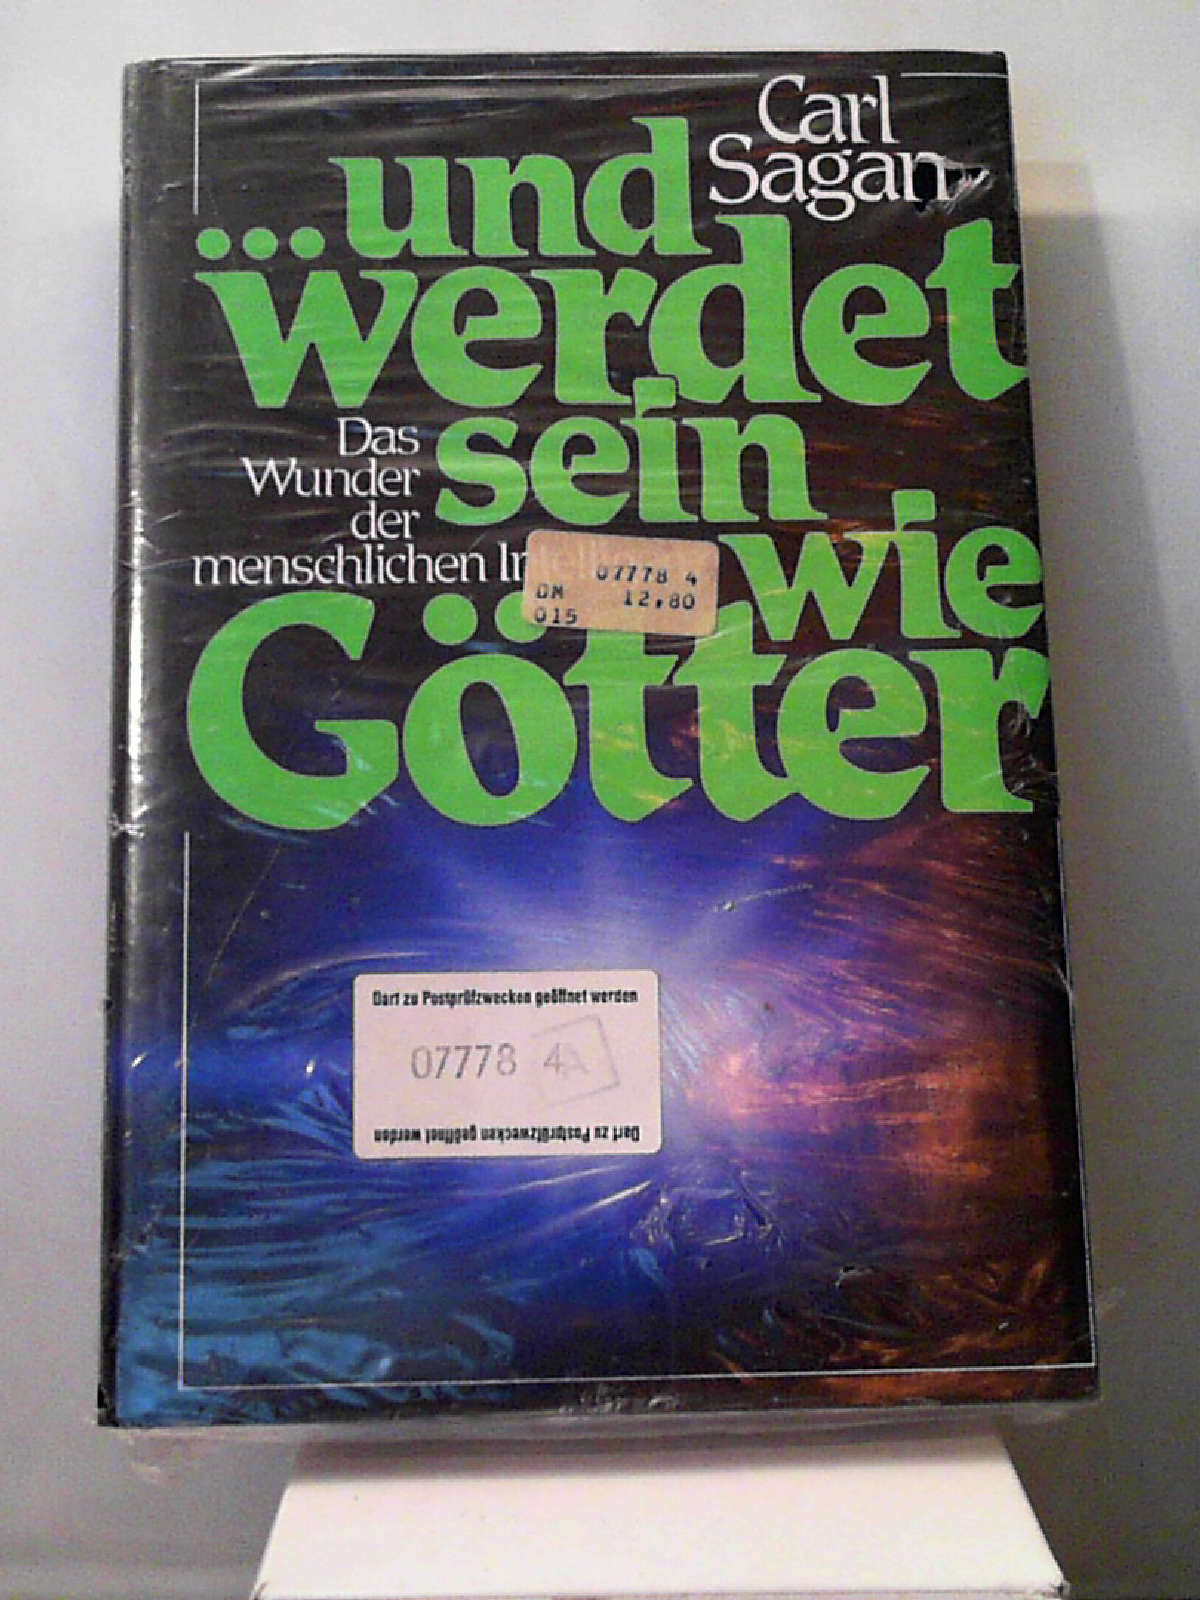 Carl
Sagan
...und
werdet
sein
wie
Götter
Das
Wunder
der
menschlichen
07778 4
DM 12,80
015
Darf zu Postprüfzwecken geöffnet werden
07778 4
Darf zu Postprüfzwecken geöffnet werden